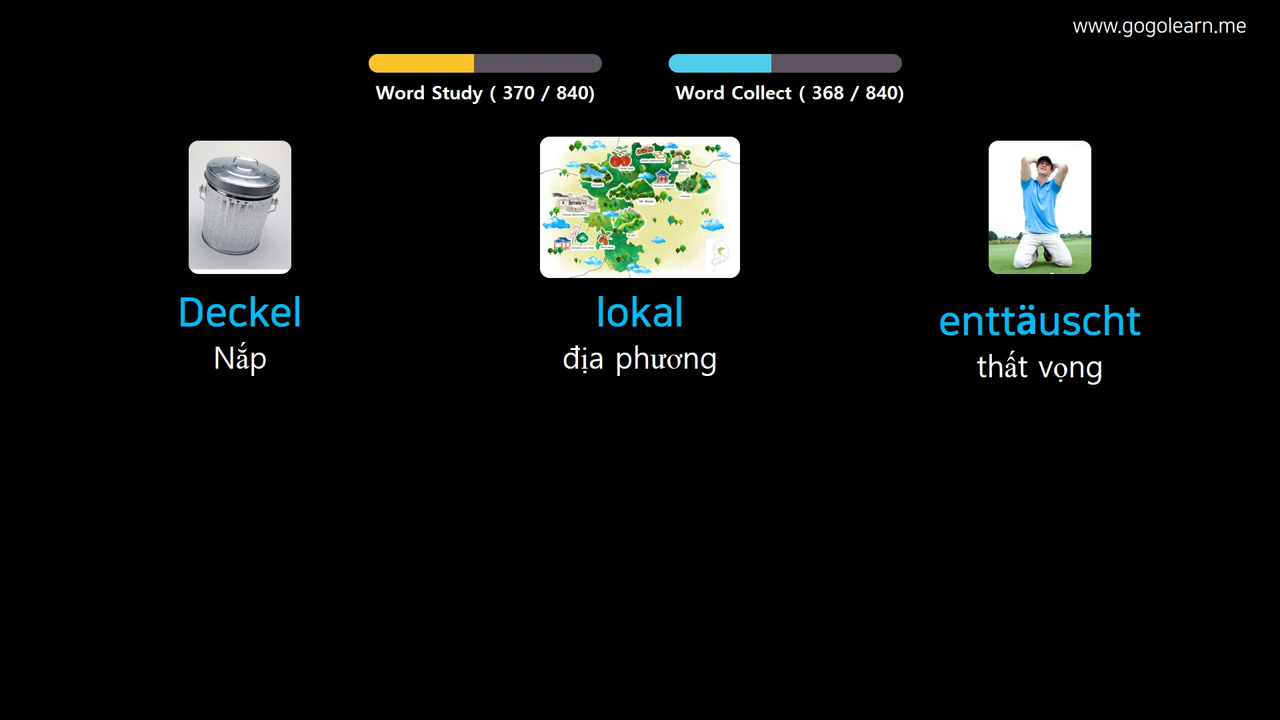 www.gogolearn.me
Word Study ( 370 / 840)
Word Collect ( 368 / 840)
Deckel
Nắp
lokal
địa phương
enttäuscht
thất vọng